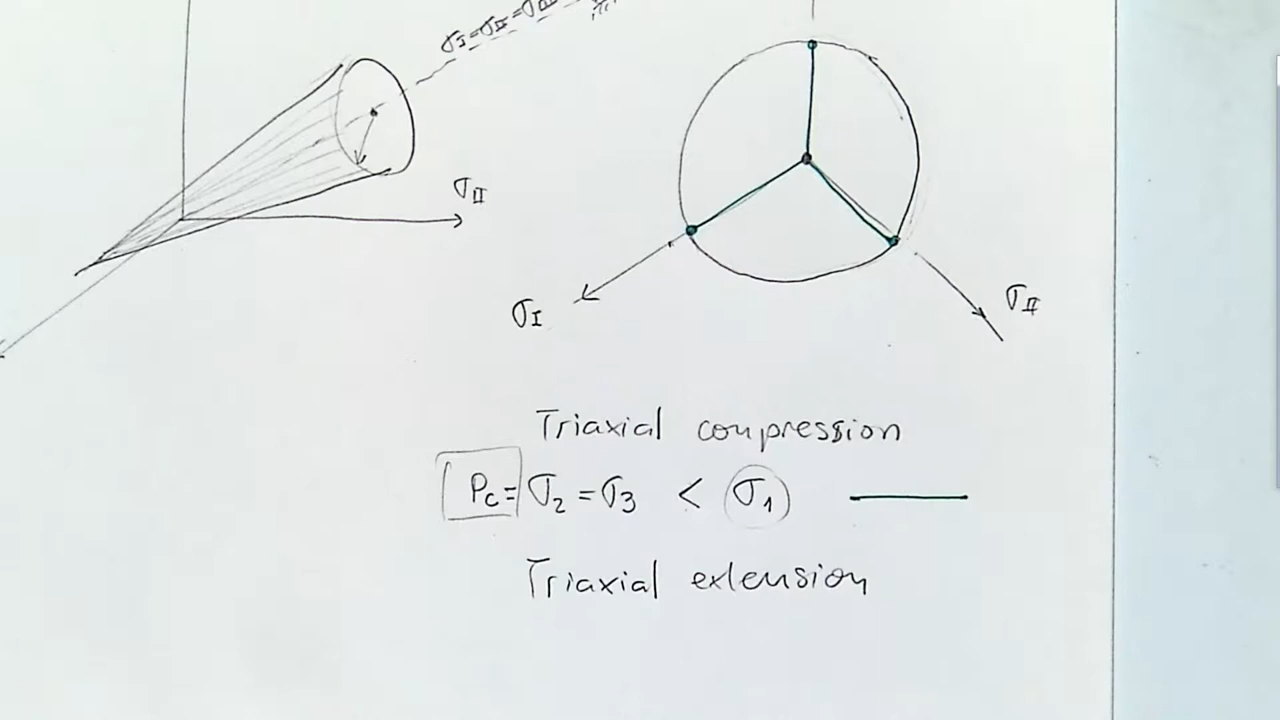 σI=σII=σIII
σII
σI
σII
Triaxial compression
Pc= σ2 = σ3 < σ1
Triaxial extension